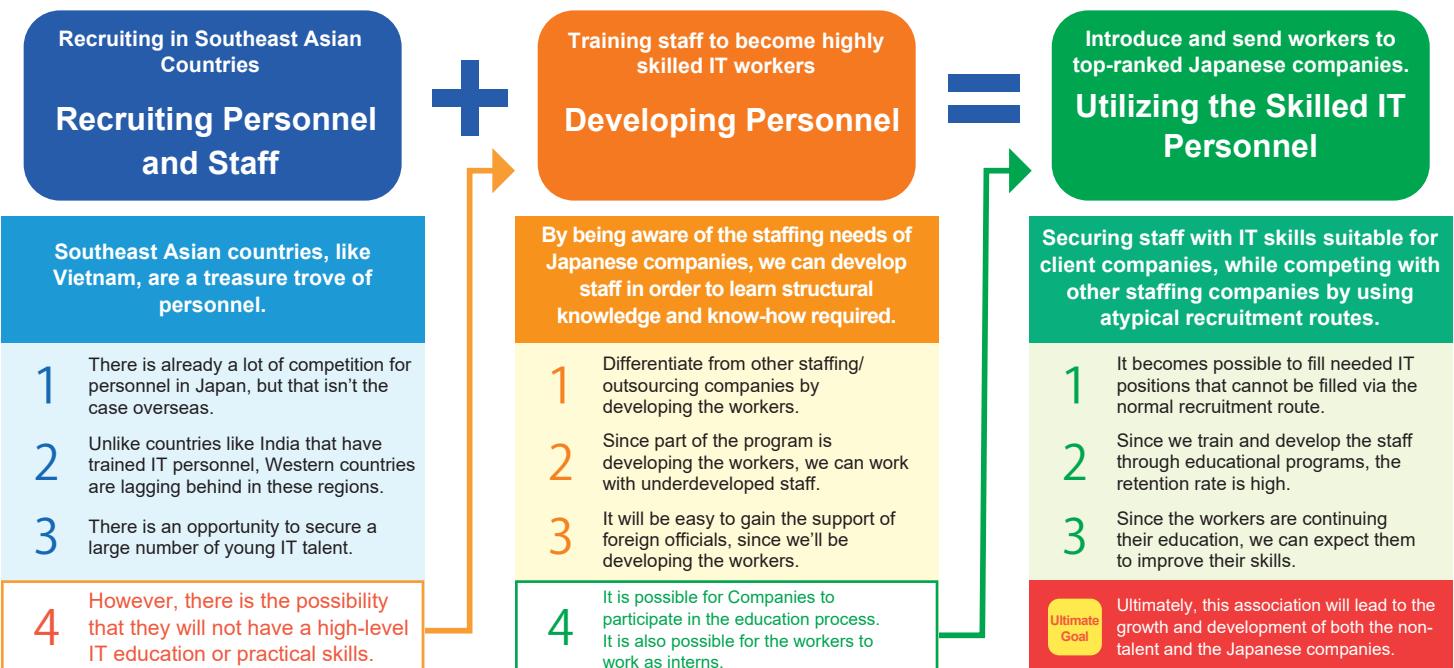 Recruiting in Southeast Asian
Countries
Recruiting Personnel
and Staff
Training staff to become highly
skilled IT workers
Developing Personnel
Introduce and send workers to
top-ranked Japanese companies.
Utilizing the Skilled IT
Personnel
Southeast Asian countries, like
Vietnam, are a treasure trove of
personnel.
1
There is already a lot of competition for
personnel in Japan, but that isn't the
case overseas.
2
Unlike countries like India that have
trained IT personnel, Western countries
are lagging behind in these regions.
3
There is an opportunity to secure a
large number of young IT talent.
4
However, there is the possibility
that they will not have a high-level
IT education or practical skills.
By being aware of the staffing needs of
Japanese companies, we can develop
staff in order to learn structural
knowledge and know-how required.
1
Differentiate from other staffing/
outsourcing companies by
developing the workers.
2
Since part of the program is
developing the workers, we can work
with underdeveloped staff.
3
It will be easy to gain the support of
foreign officials, since we'll be
developing the workers.
4
It is possible for Companies to
participate in the education process.
It is also possible for the workers to
work as interns.
Securing staff with IT skills suitable for
client companies, while competing with
other staffing companies by using
atypical recruitment routes.
1
It becomes possible to fill needed IT
positions that cannot be filled via the
normal recruitment route.
2
Since we train and develop the staff
through educational programs, the
retention rate is high.
3
Since the workers are continuing
their education, we can expect them
to improve their skills.
Ultimate
Goal
Ultimately, this association will lead to the
growth and development of both the non-
talent and the Japanese companies.